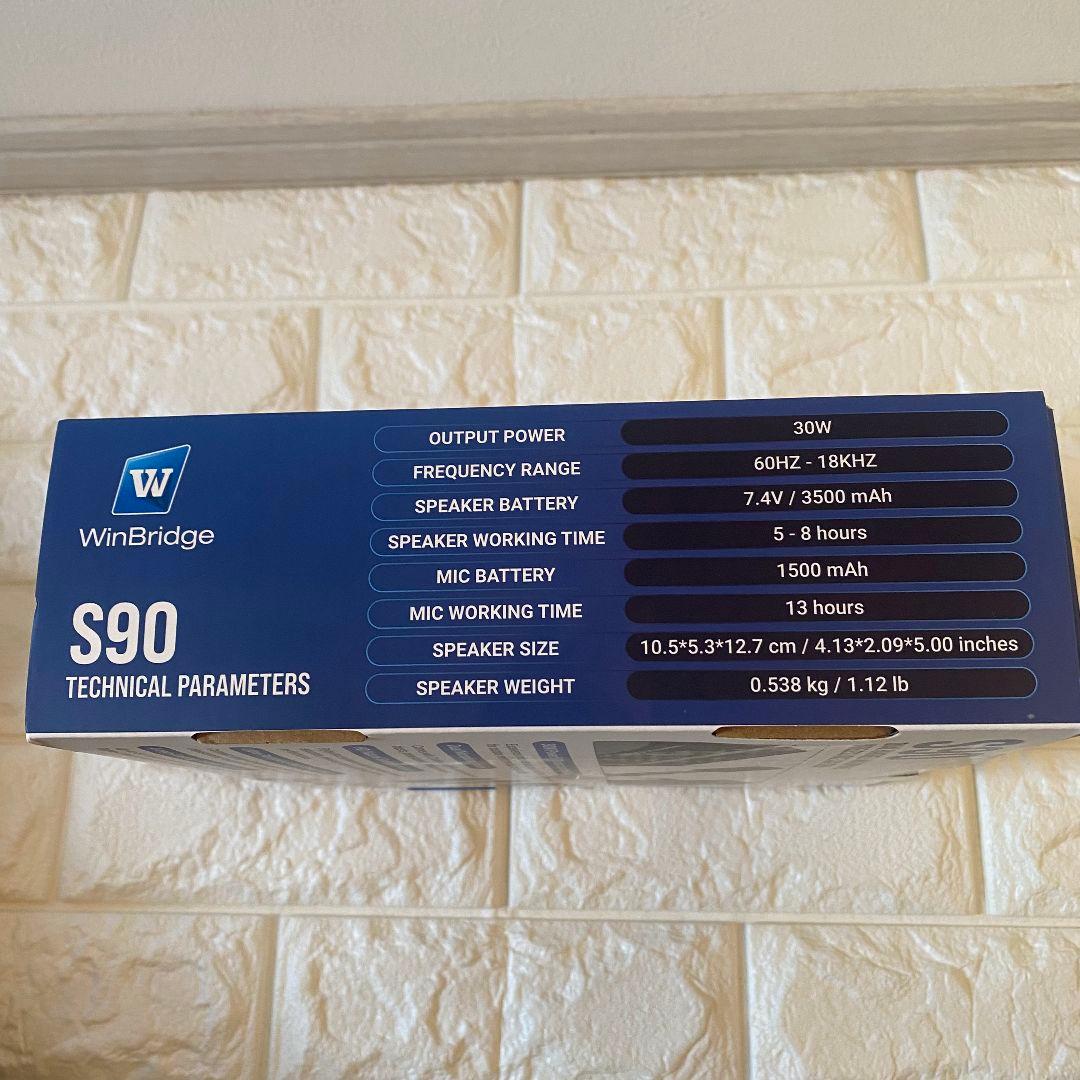 W
WinBridge
S90
TECHNICAL PARAMETERS
OUTPUT POWER 30W
FREQUENCY RANGE 60HZ - 18KHZ
SPEAKER BATTERY 7.4V / 3500 mAh
SPEAKER WORKING TIME 5 - 8 hours
MIC BATTERY 1500 mAh
MIC WORKING TIME 13 hours
SPEAKER SIZE 10.5*5.3*12.7 cm / 4.13*2.09*5.00 inches
SPEAKER WEIGHT 0.538 kg / 1.12 lb